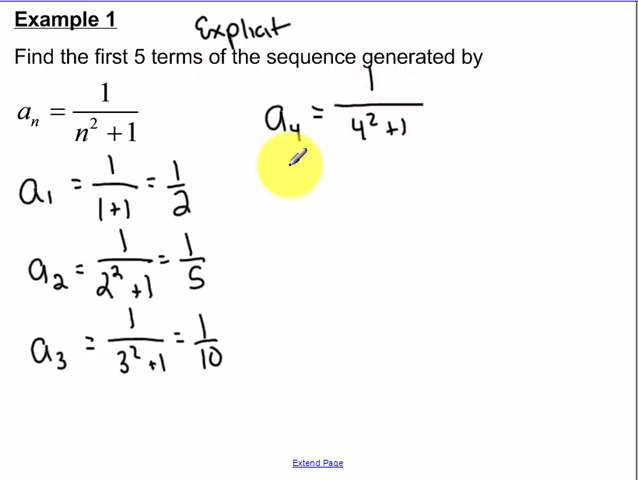 Example 1
Explicit
Find the first 5 terms of the sequence generated by
aₙ = 1/(n² + 1)
a₁ = 1/(1+1) = 1/2
a₂ = 1/(2² +1) = 1/5
a₃ = 1/(3² +1) = 1/10
a₄ = 1/(4² +1)
Extend Page